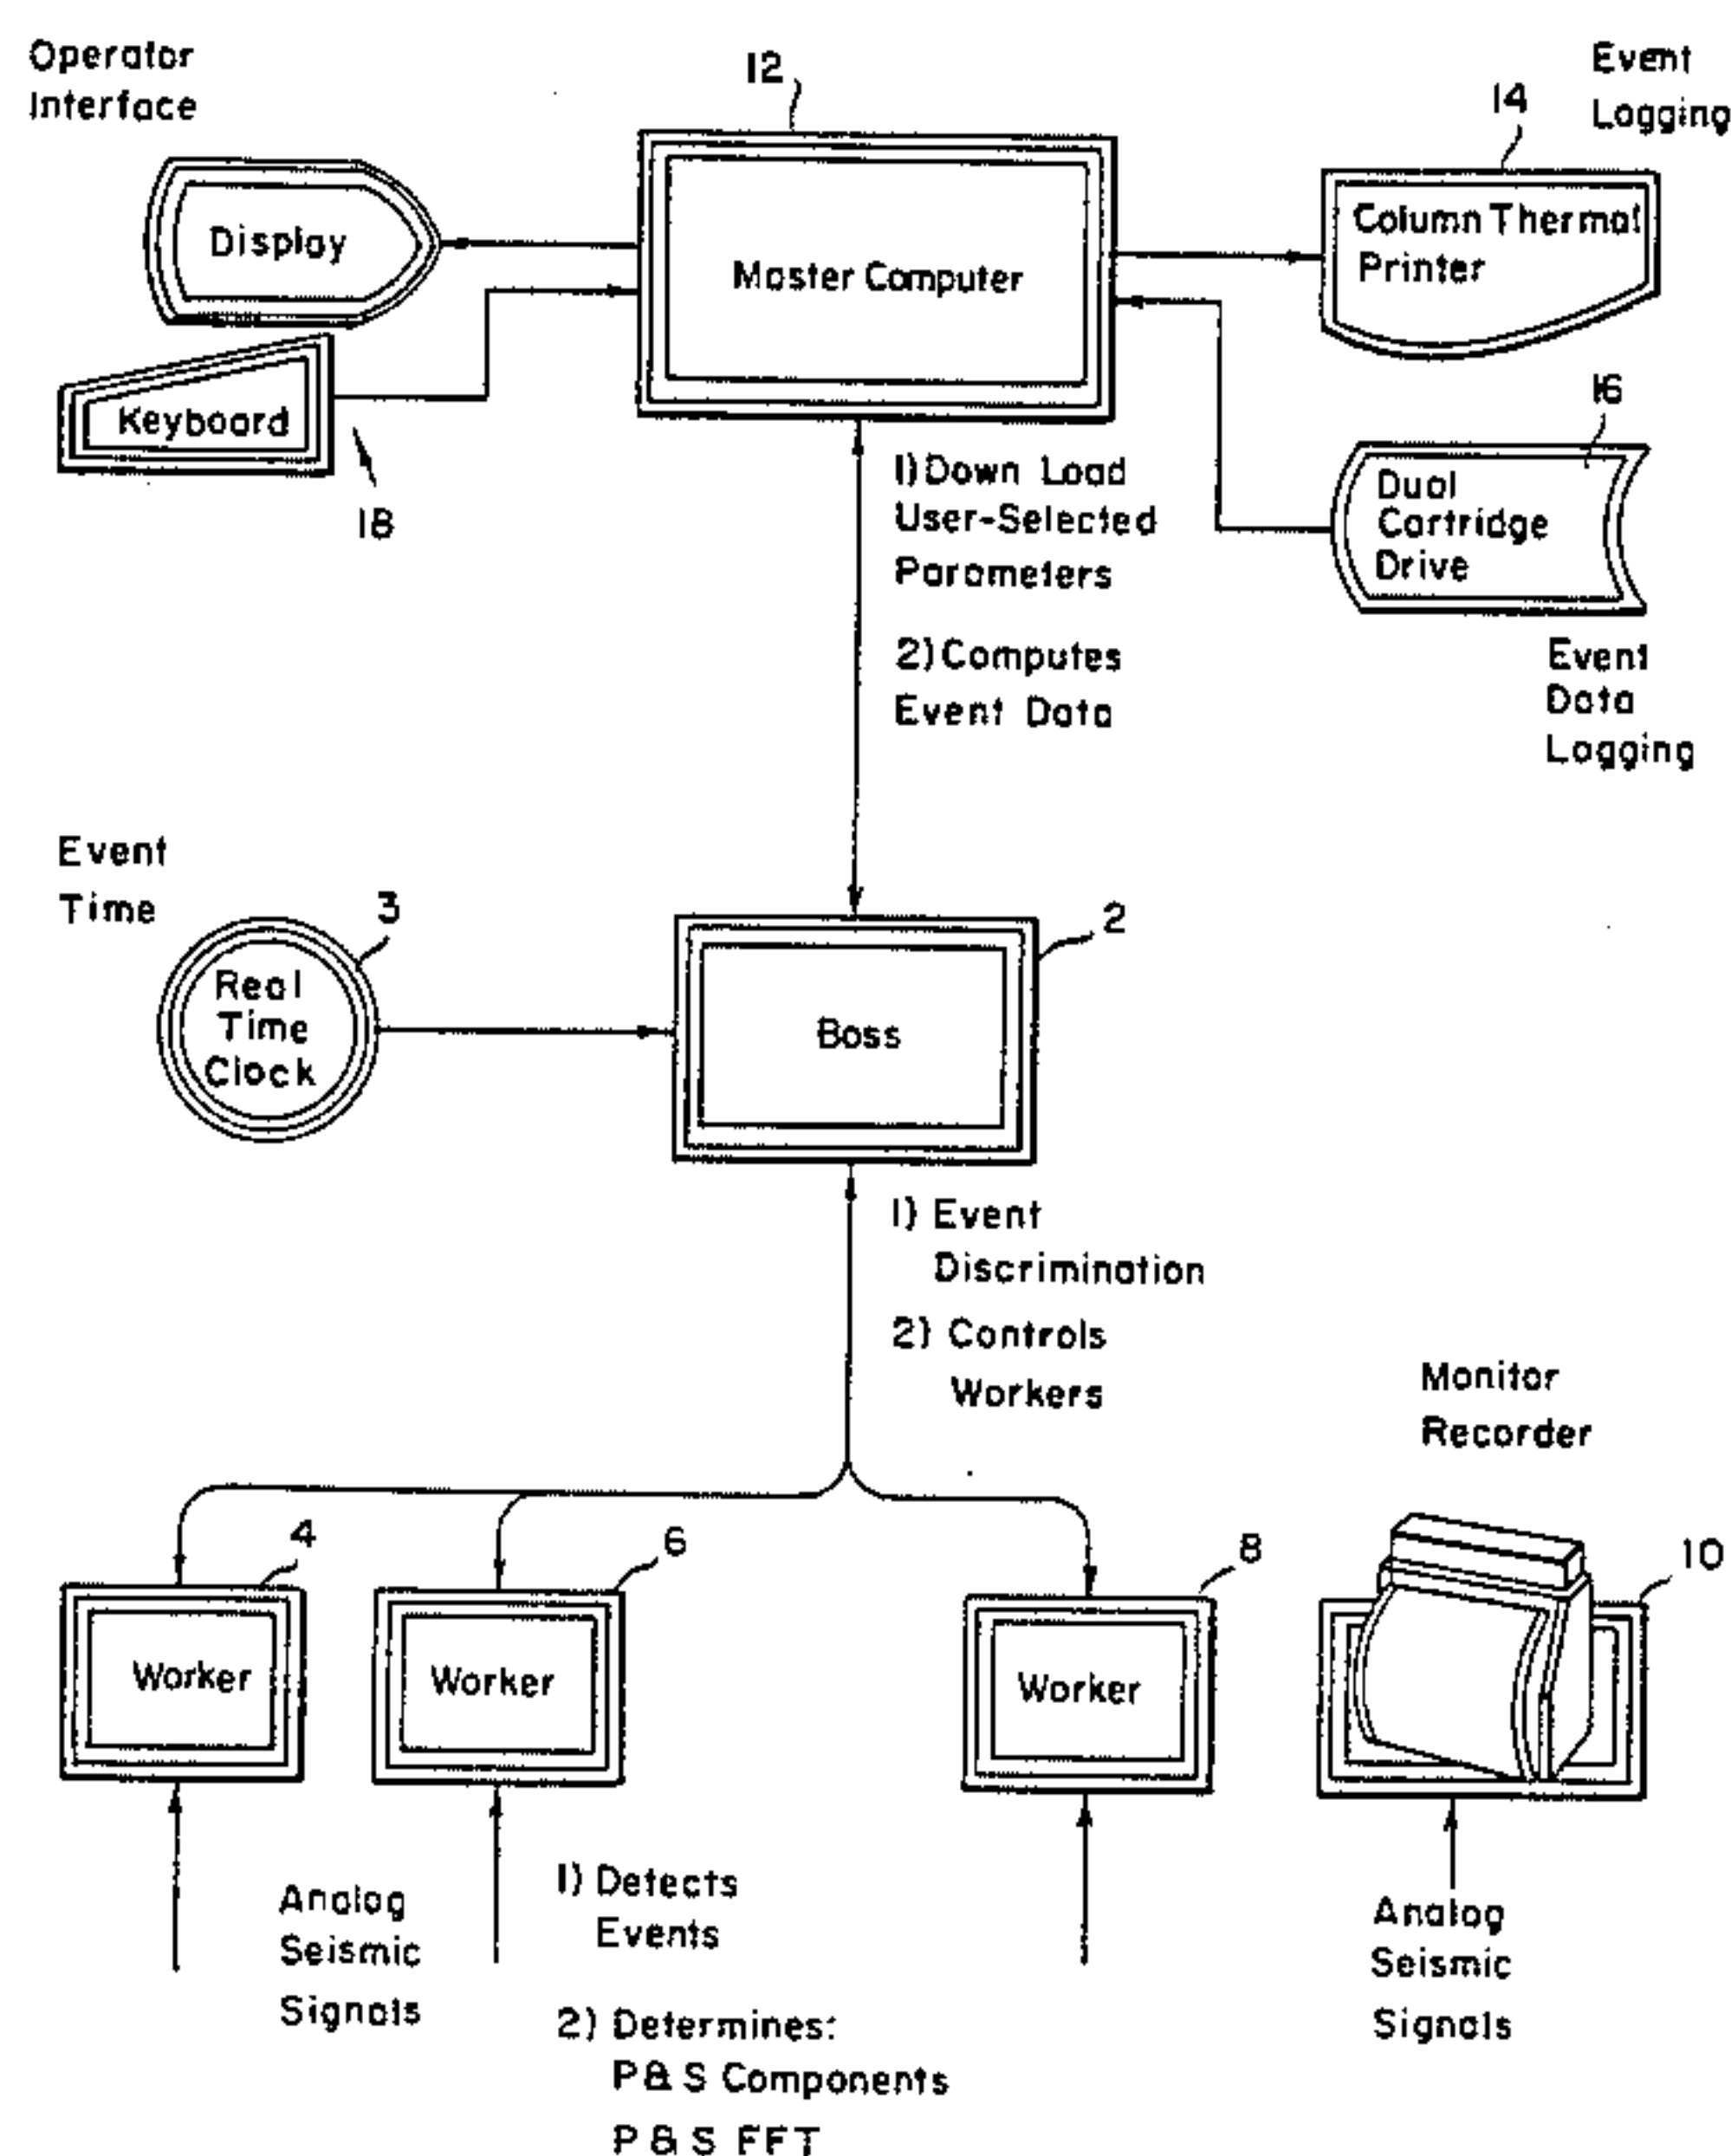 Operator
Interface
12
Event
Logging
14
Display
Master Computer
Column Thermal
Printer
Keyboard
18
16
Dual
Cartridge
Drive
1) Down Load
User-Selected
Parameters
2) Computes
Event Data
Event
Data
Logging
Event
Time
3
Real
Time
Clock
2
Boss
1) Event
Discrimination
2) Controls
Workers
Monitor
Recorder
4
6
8
10
Worker
Worker
Worker
Analog
Seismic
Signals
1) Detects
Events
2) Determines:
P & S Components
P & S FFT
Analog
Seismic
Signals